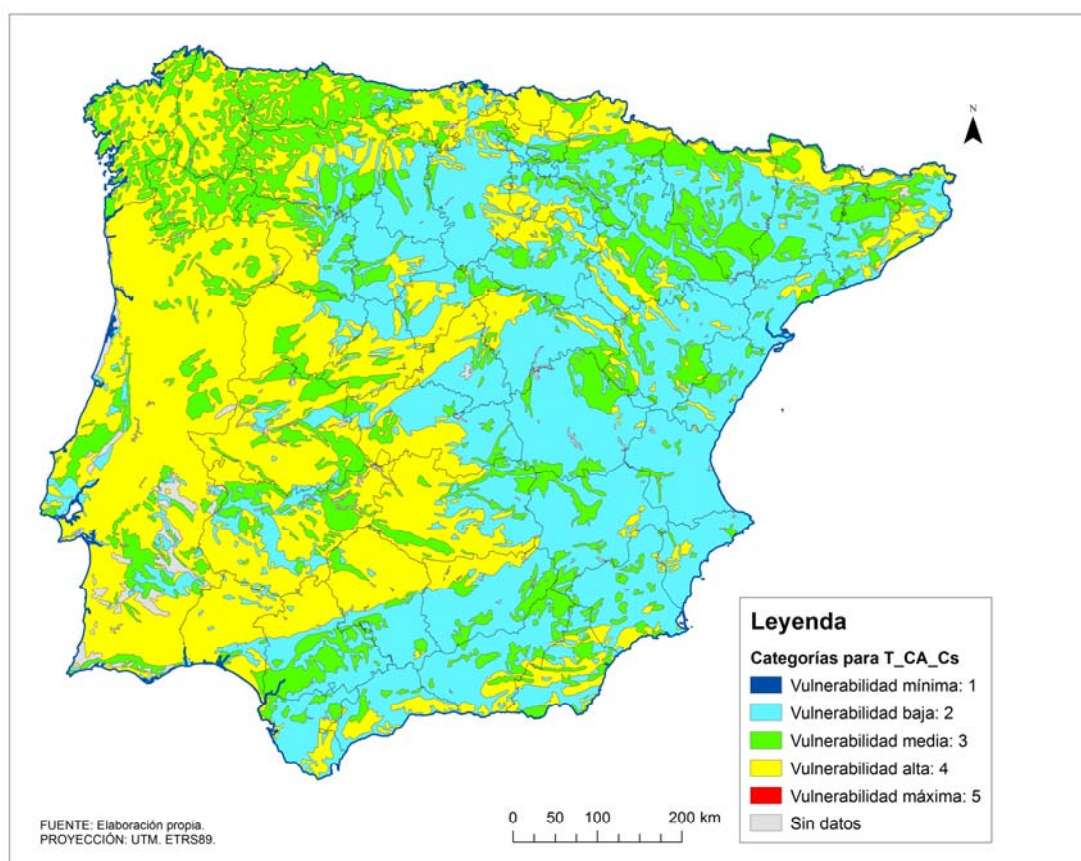 N
Leyenda
Categorías para T_CA_Cs
Vulnerabilidad mínima: 1
Vulnerabilidad baja: 2
Vulnerabilidad media: 3
Vulnerabilidad alta: 4
Vulnerabilidad máxima: 5
Sin datos
FUENTE: Elaboración propia.
PROYECCIÓN: UTM. ETRS89.
0 50 100 200 km